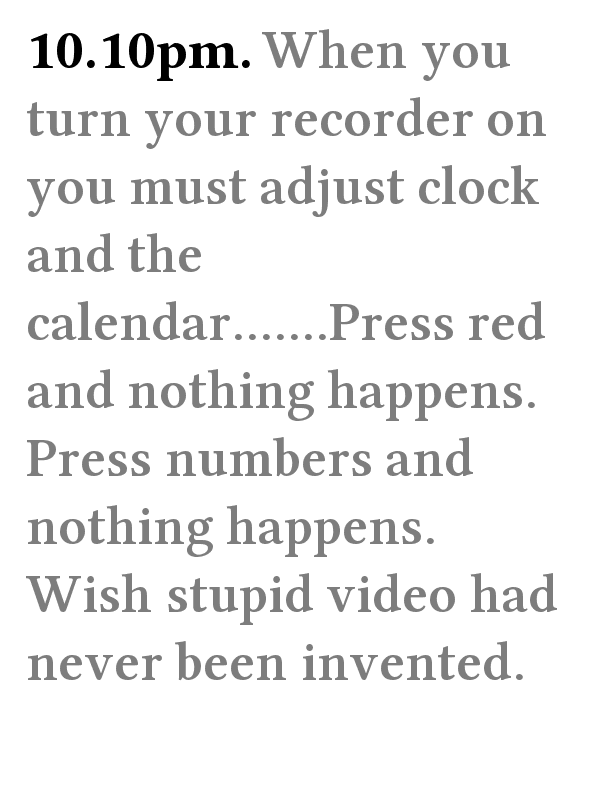 10.10pm. When you
turn your recorder on
you must adjust clock
and the
calendar.......Press red
and nothing happens.
Press numbers and
nothing happens.
Wish stupid video had
never been invented.